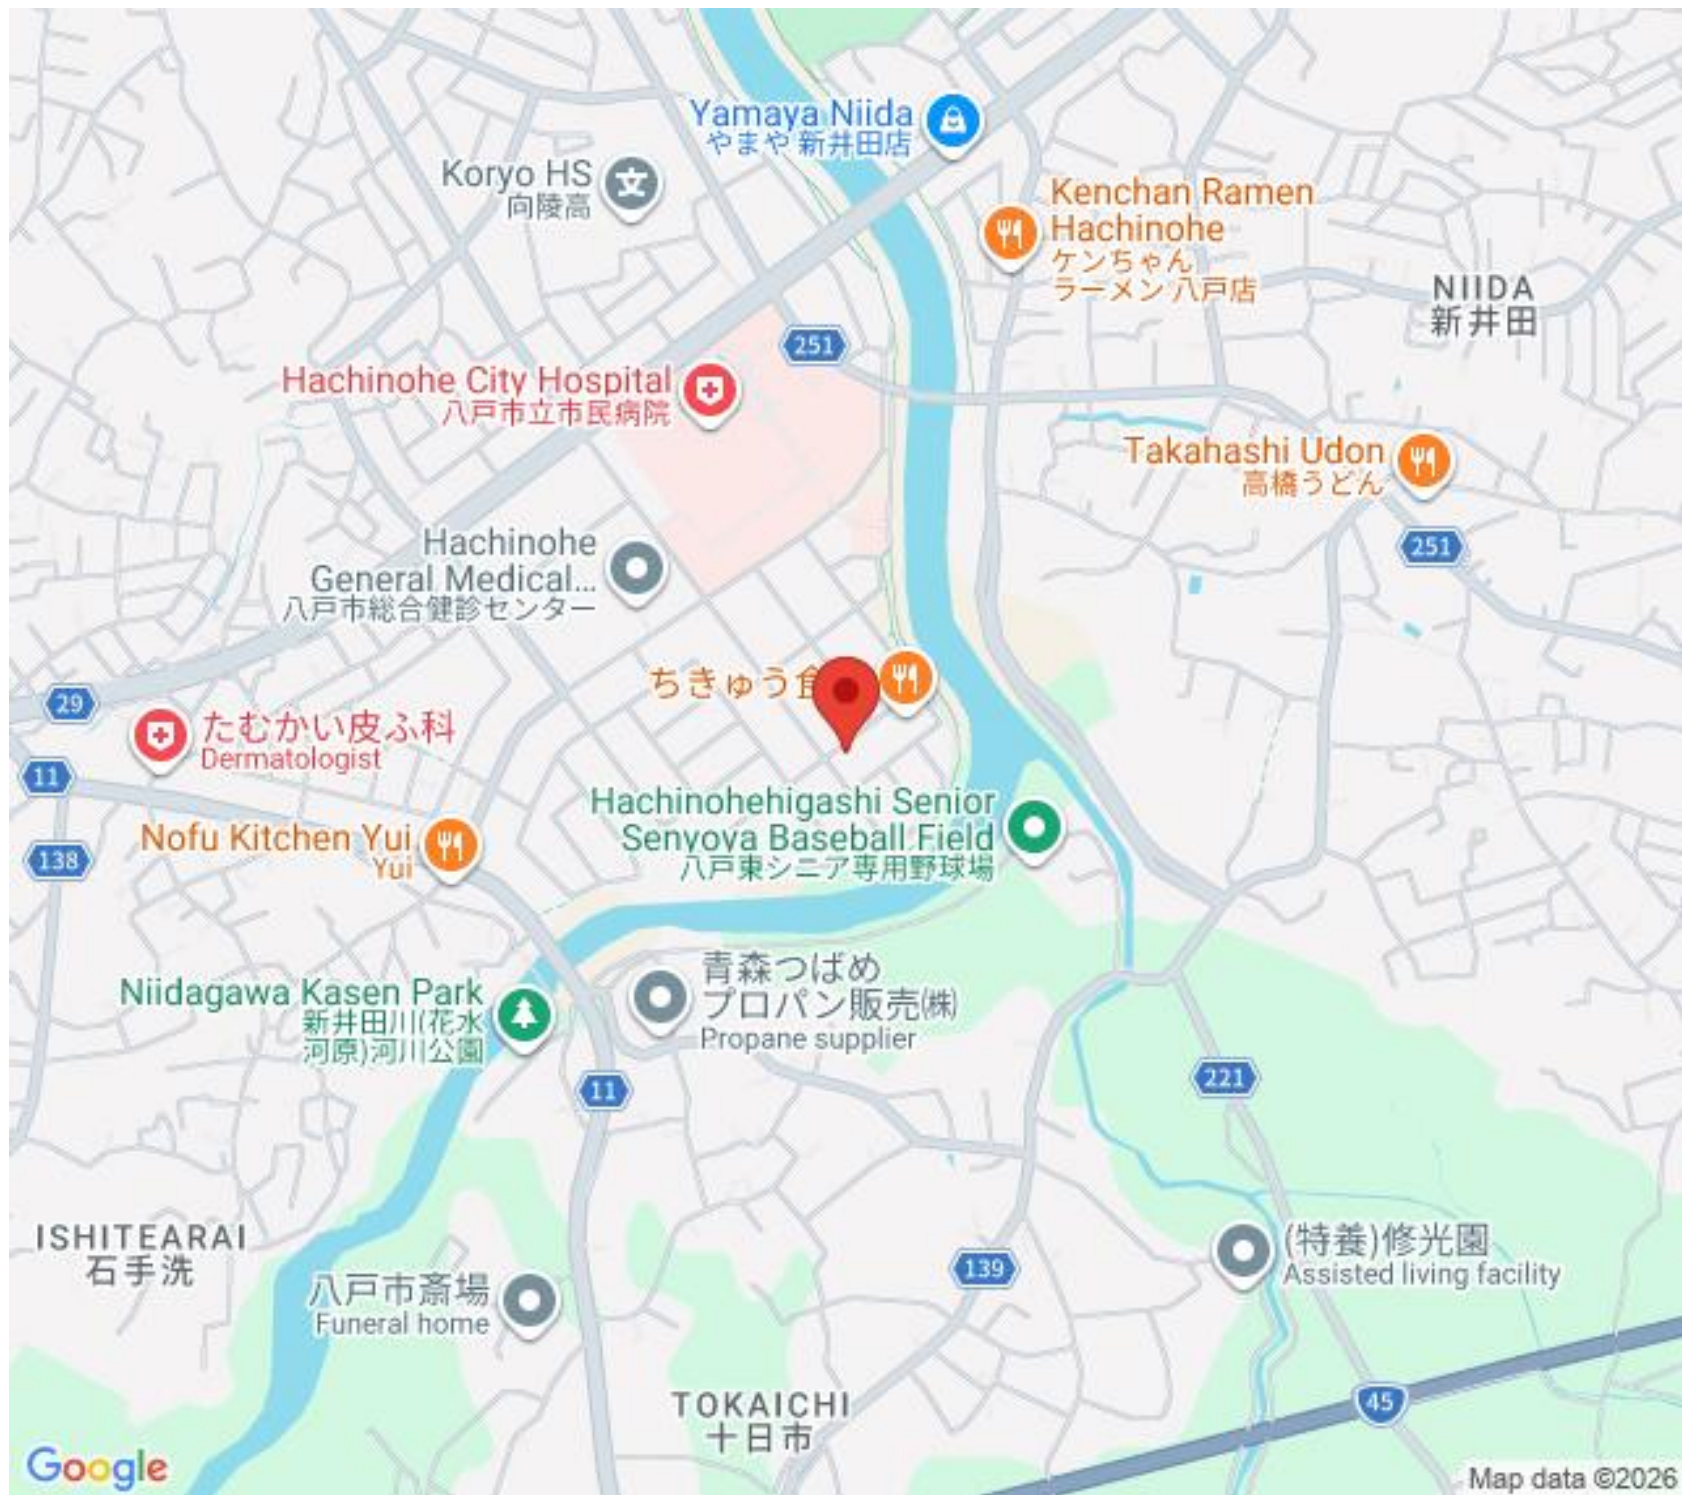 Yamaya Niida
やまや 新井田店
Koryo HS
向陵高
Kenchan Ramen
Hachinohe
ケンちゃん
ラーメン 八戸店
NIIDA
新井田
251
Hachinohe City Hospital
八戸市立市民病院
Takahashi Udon
高橋うどん
251
Hachinohe
General Medical...
八戸市総合健診センター
ちきゅう食
29
たむかい皮ふ科
Dermatologist
11
Hachinohehigashi Senior
Senyova Baseball Field
八戸東シニア専用野球場
Nofu Kitchen Yui
Yui
138
青森つばめ
プロパン販売㈱
Propane supplier
Niidagawa Kasen Park
新井田川(花水
河原)河川公園
11
221
ISHITEARAI
石手洗
(特養)修光園
Assisted living facility
139
八戸市斎場
Funeral home
TOKAICHI
十日市
45
Google
Map data ©2026